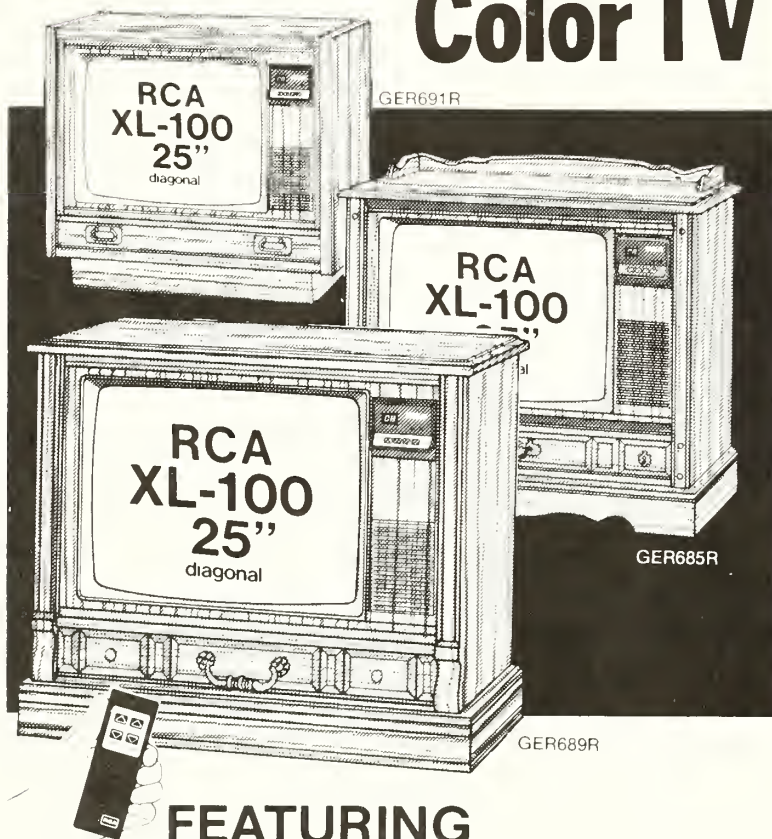 Color TV
RCA
XL-100
25”
diagonal
GER691R
RCA
XL-100
GER685R
RCA
XL-100
25”
diagonal
GER689R
FEATURING